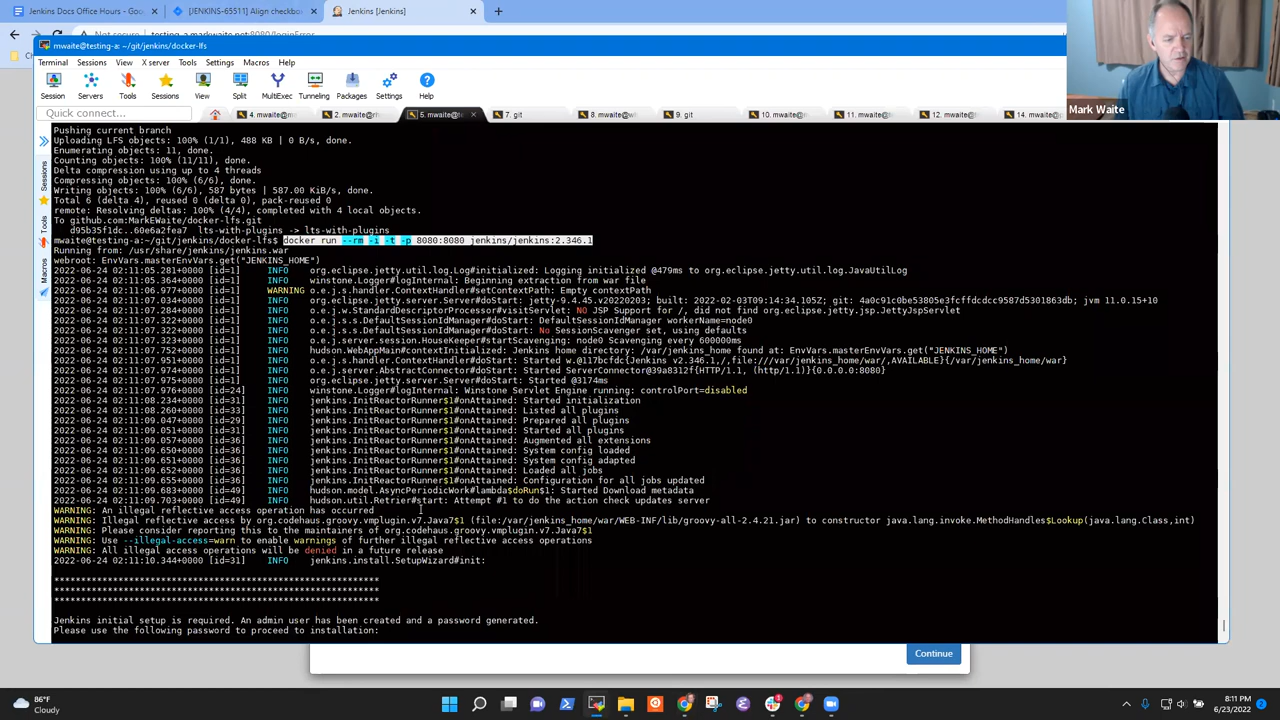 Jenkins Docs Office Hours - Goo
[JENKINS-65511] Align checkbox
Jenkins [Jenkins]
Not secure
testing-a.markwaite.net:8080/loginError
mwaite@testing-a: ~/git/jenkins/docker-lfs
Terminal Sessions View X server Tools Settings Macros Help
Session Servers Tools Sessions View Split MultiExec Tunneling Packages Settings Help
Quick connect...
4. mwaite@m
2. mwaite@rh
5. mwaite@te
7. git
8. mwaite@w
9. git
10. mwaite@
11. mwaite@
12. mwaite@
14. mwaite@
Mark Waite
Sessions
Tools
Macros
Pushing current branch
Uploading LFS objects: 100% (1/1), 488 KB | 0 B/s, done.
Enumerating objects: 11, done.
Counting objects: 100% (11/11), done.
Delta compression using up to 4 threads
Compressing objects: 100% (6/6), done.
Writing objects: 100% (6/6), 587 bytes | 587.00 KiB/s, done.
Total 6 (delta 4), reused 0 (delta 0), pack-reused 0
remote: Resolving deltas: 100% (4/4), completed with 4 local objects.
To github.com:MarkEWaite/docker-lfs.git
d95b35f1dc..60e6a2fea7 lts-with-plugins -> lts-with-plugins
mwaite@testing-a:~/git/jenkins/docker-lfs$ docker run --rm -i -t -p 8080:8080 jenkins/jenkins:2.346.1
Running from: /usr/share/jenkins/jenkins.war
webroot: EnvVars.masterEnvVars.get("JENKINS_HOME")
2022-06-24 02:11:05.281+0000 [id=1] INFO org.eclipse.jetty.util.log.Log#initialized: Logging initialized @479ms to org.eclipse.jetty.util.log.JavaUtilLog
2022-06-24 02:11:05.364+0000 [id=1] INFO winstone.Logger#logInternal: Beginning extraction from war file
2022-06-24 02:11:06.977+0000 [id=1] WARNING o.e.j.s.handler.ContextHandler#setContextPath: Empty contextPath
2022-06-24 02:11:07.034+0000 [id=1] INFO org.eclipse.jetty.server.Server#doStart: jetty-9.4.45.v20220203; built: 2022-02-03T09:14:34.105Z; git: 4a0c91c0be53805e3fcffdcdcc9587d5301863db; jvm 11.0.15+10
2022-06-24 02:11:07.284+0000 [id=1] INFO o.e.j.w.StandardDescriptorProcessor#visitServlet: NO JSP Support for /, did not find org.eclipse.jetty.jsp.JettyJspServlet
2022-06-24 02:11:07.322+0000 [id=1] INFO o.e.j.s.s.DefaultSessionIdManager#doStart: DefaultSessionIdManager workerName=node0
2022-06-24 02:11:07.322+0000 [id=1] INFO o.e.j.s.s.DefaultSessionIdManager#doStart: No SessionScavenger set, using defaults
2022-06-24 02:11:07.323+0000 [id=1] INFO o.e.j.server.session.HouseKeeper#startScavenging: node0 Scavenging every 600000ms
2022-06-24 02:11:07.752+0000 [id=1] INFO hudson.WebAppMain#contextInitialized: Jenkins home directory: /var/jenkins_home found at: EnvVars.masterEnvVars.get("JENKINS_HOME")
2022-06-24 02:11:07.951+0000 [id=1] INFO o.e.j.s.handler.ContextHandler#doStart: Started w.@117bcfdc{Jenkins v2.346.1,/,file:///var/jenkins_home/war/,AVAILABLE}{/var/jenkins_home/war}
2022-06-24 02:11:07.975+0000 [id=1] INFO o.e.j.server.AbstractConnector#doStart: Started ServerConnector@39a8312f{HTTP/1.1, (http/1.1)}{0.0.0.0:8080}
2022-06-24 02:11:07.975+0000 [id=1] INFO org.eclipse.jetty.server.Server#doStart: Started @3174ms
2022-06-24 02:11:07.976+0000 [id=24] INFO winstone.Logger#logInternal: Winstone Servlet Engine running: controlPort=disabled
2022-06-24 02:11:08.234+0000 [id=31] INFO jenkins.InitReactorRunner$1#onAttained: Started initialization
2022-06-24 02:11:08.260+0000 [id=33] INFO jenkins.InitReactorRunner$1#onAttained: Listed all plugins
2022-06-24 02:11:09.047+0000 [id=29] INFO jenkins.InitReactorRunner$1#onAttained: Prepared all plugins
2022-06-24 02:11:09.051+0000 [id=31] INFO jenkins.InitReactorRunner$1#onAttained: Started all plugins
2022-06-24 02:11:09.057+0000 [id=36] INFO jenkins.InitReactorRunner$1#onAttained: Augmented all extensions
2022-06-24 02:11:09.650+0000 [id=31] INFO jenkins.InitReactorRunner$1#onAttained: System config loaded
2022-06-24 02:11:09.651+0000 [id=36] INFO jenkins.InitReactorRunner$1#onAttained: System config adapted
2022-06-24 02:11:09.652+0000 [id=36] INFO jenkins.InitReactorRunner$1#onAttained: Loaded all jobs
2022-06-24 02:11:09.655+0000 [id=36] INFO jenkins.InitReactorRunner$1#onAttained: Configuration for all jobs updated
2022-06-24 02:11:09.683+0000 [id=49] INFO hudson.model.AsyncPeriodicWork#lambda$doRun$1: Started Download metadata
2022-06-24 02:11:09.703+0000 [id=49] INFO hudson.util.Retrier#start: Attempt #1 to do the action check updates server
WARNING: An illegal reflective access operation has occurred
WARNING: Illegal reflective access by org.codehaus.groovy.vmplugin.v7.Java7$1 (file:/var/jenkins_home/war/WEB-INF/lib/groovy-all-2.4.21.jar) to constructor java.lang.invoke.MethodHandles$Lookup(java.lang.Class,int)
WARNING: Please consider reporting this to the maintainers of org.codehaus.groovy.vmplugin.v7.Java7$1
WARNING: Use --illegal-access=warn to enable warnings of further illegal reflective access operations
WARNING: All illegal access operations will be denied in a future release
2022-06-24 02:11:10.344+0000 [id=31] INFO jenkins.install.SetupWizard#init:
*************************************************************
*************************************************************
*************************************************************
Jenkins initial setup is required. An admin user has been created and a password generated.
Please use the following password to proceed to installation:
Continue
86°F
Cloudy
8:11 PM
6/23/2022